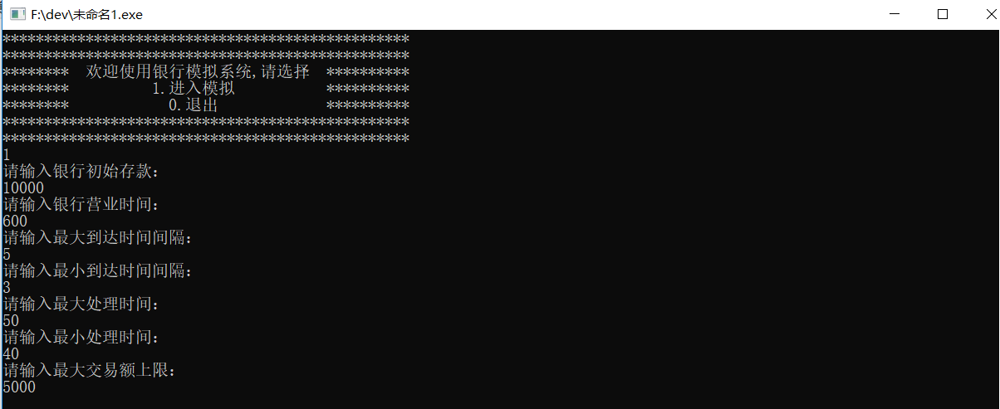 F:\dev\未命名1.exe
*************************************************
*************************************************
******** 欢迎使用银行模拟系统,请选择 **********
******** 1.进入模拟 **********
******** 0.退出 **********
*************************************************
*************************************************
1
请输入银行初始存款:
10000
请输入银行营业时间:
600
请输入最大到达时间间隔:
5
请输入最小到达时间间隔:
3
请输入最大处理时间:
50
请输入最小处理时间:
40
请输入最大交易额上限:
5000